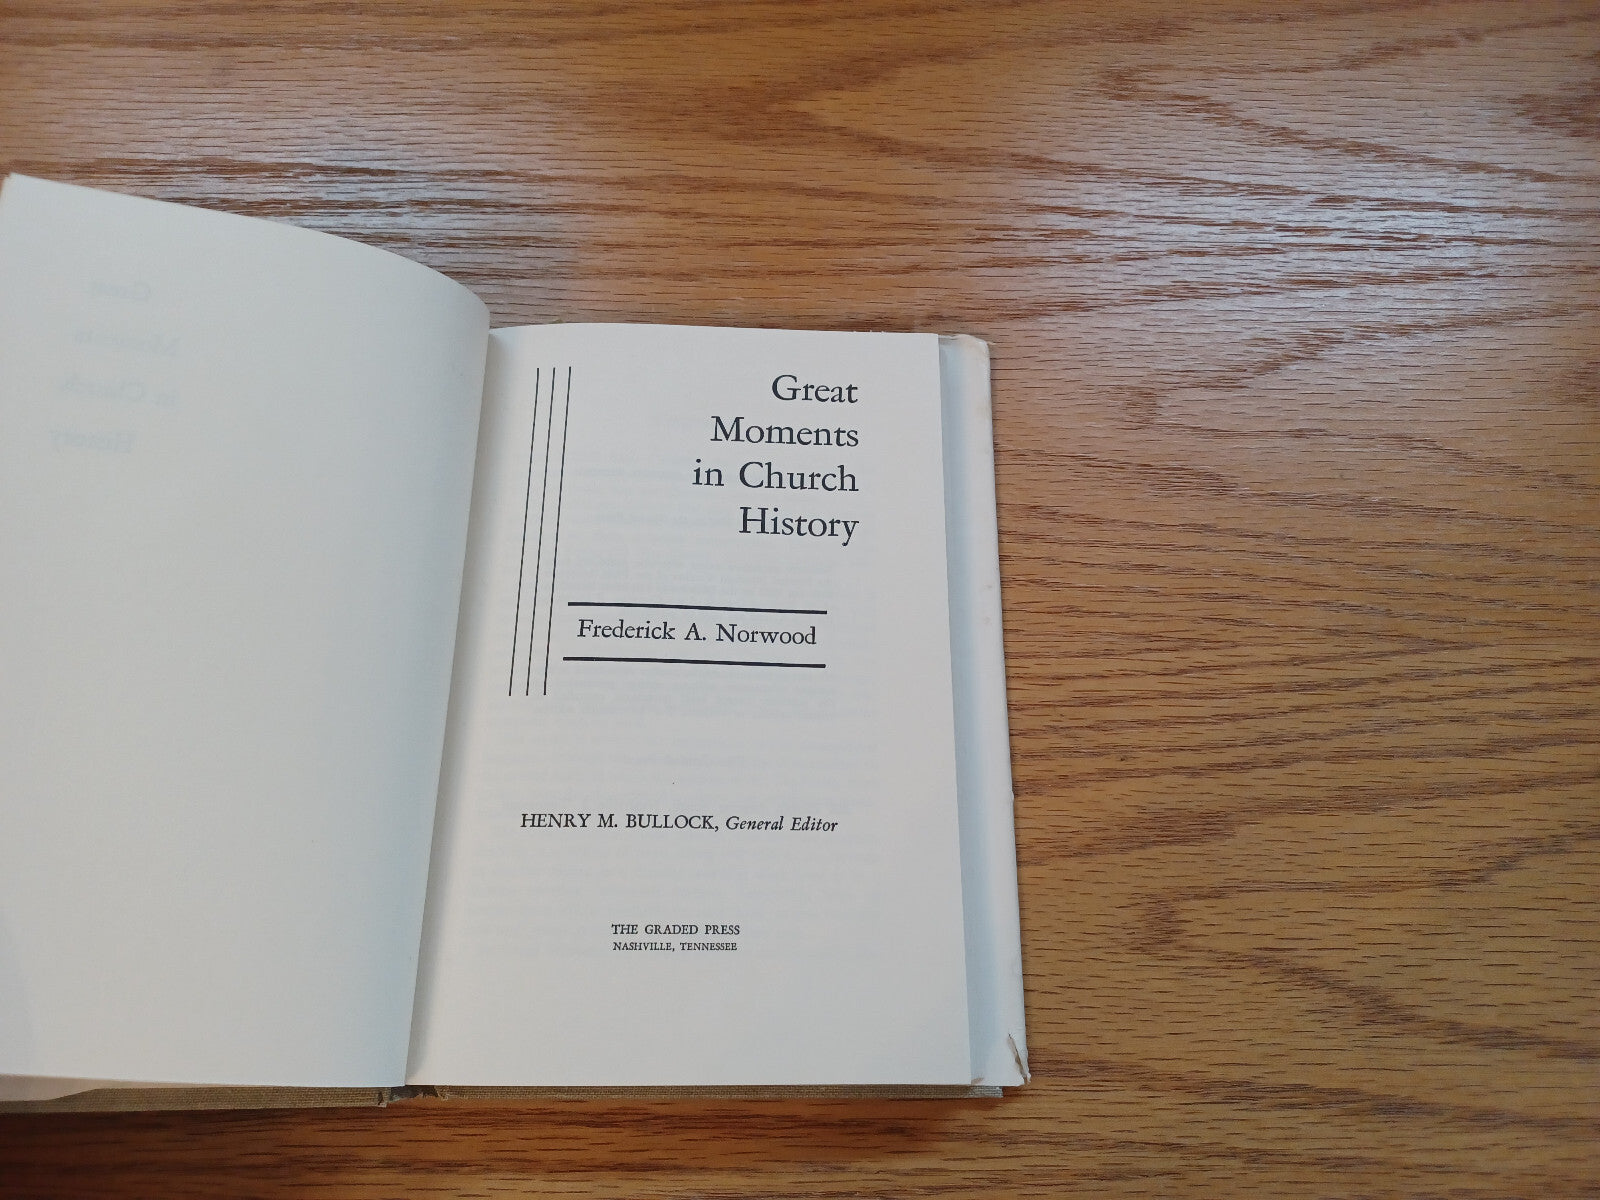 Great
Moments
in Church
History
Frederick A. Norwood
HENRY M. BULLOCK, General Editor
THE GRADED PRESS
NASHVILLE, TENNESSEE